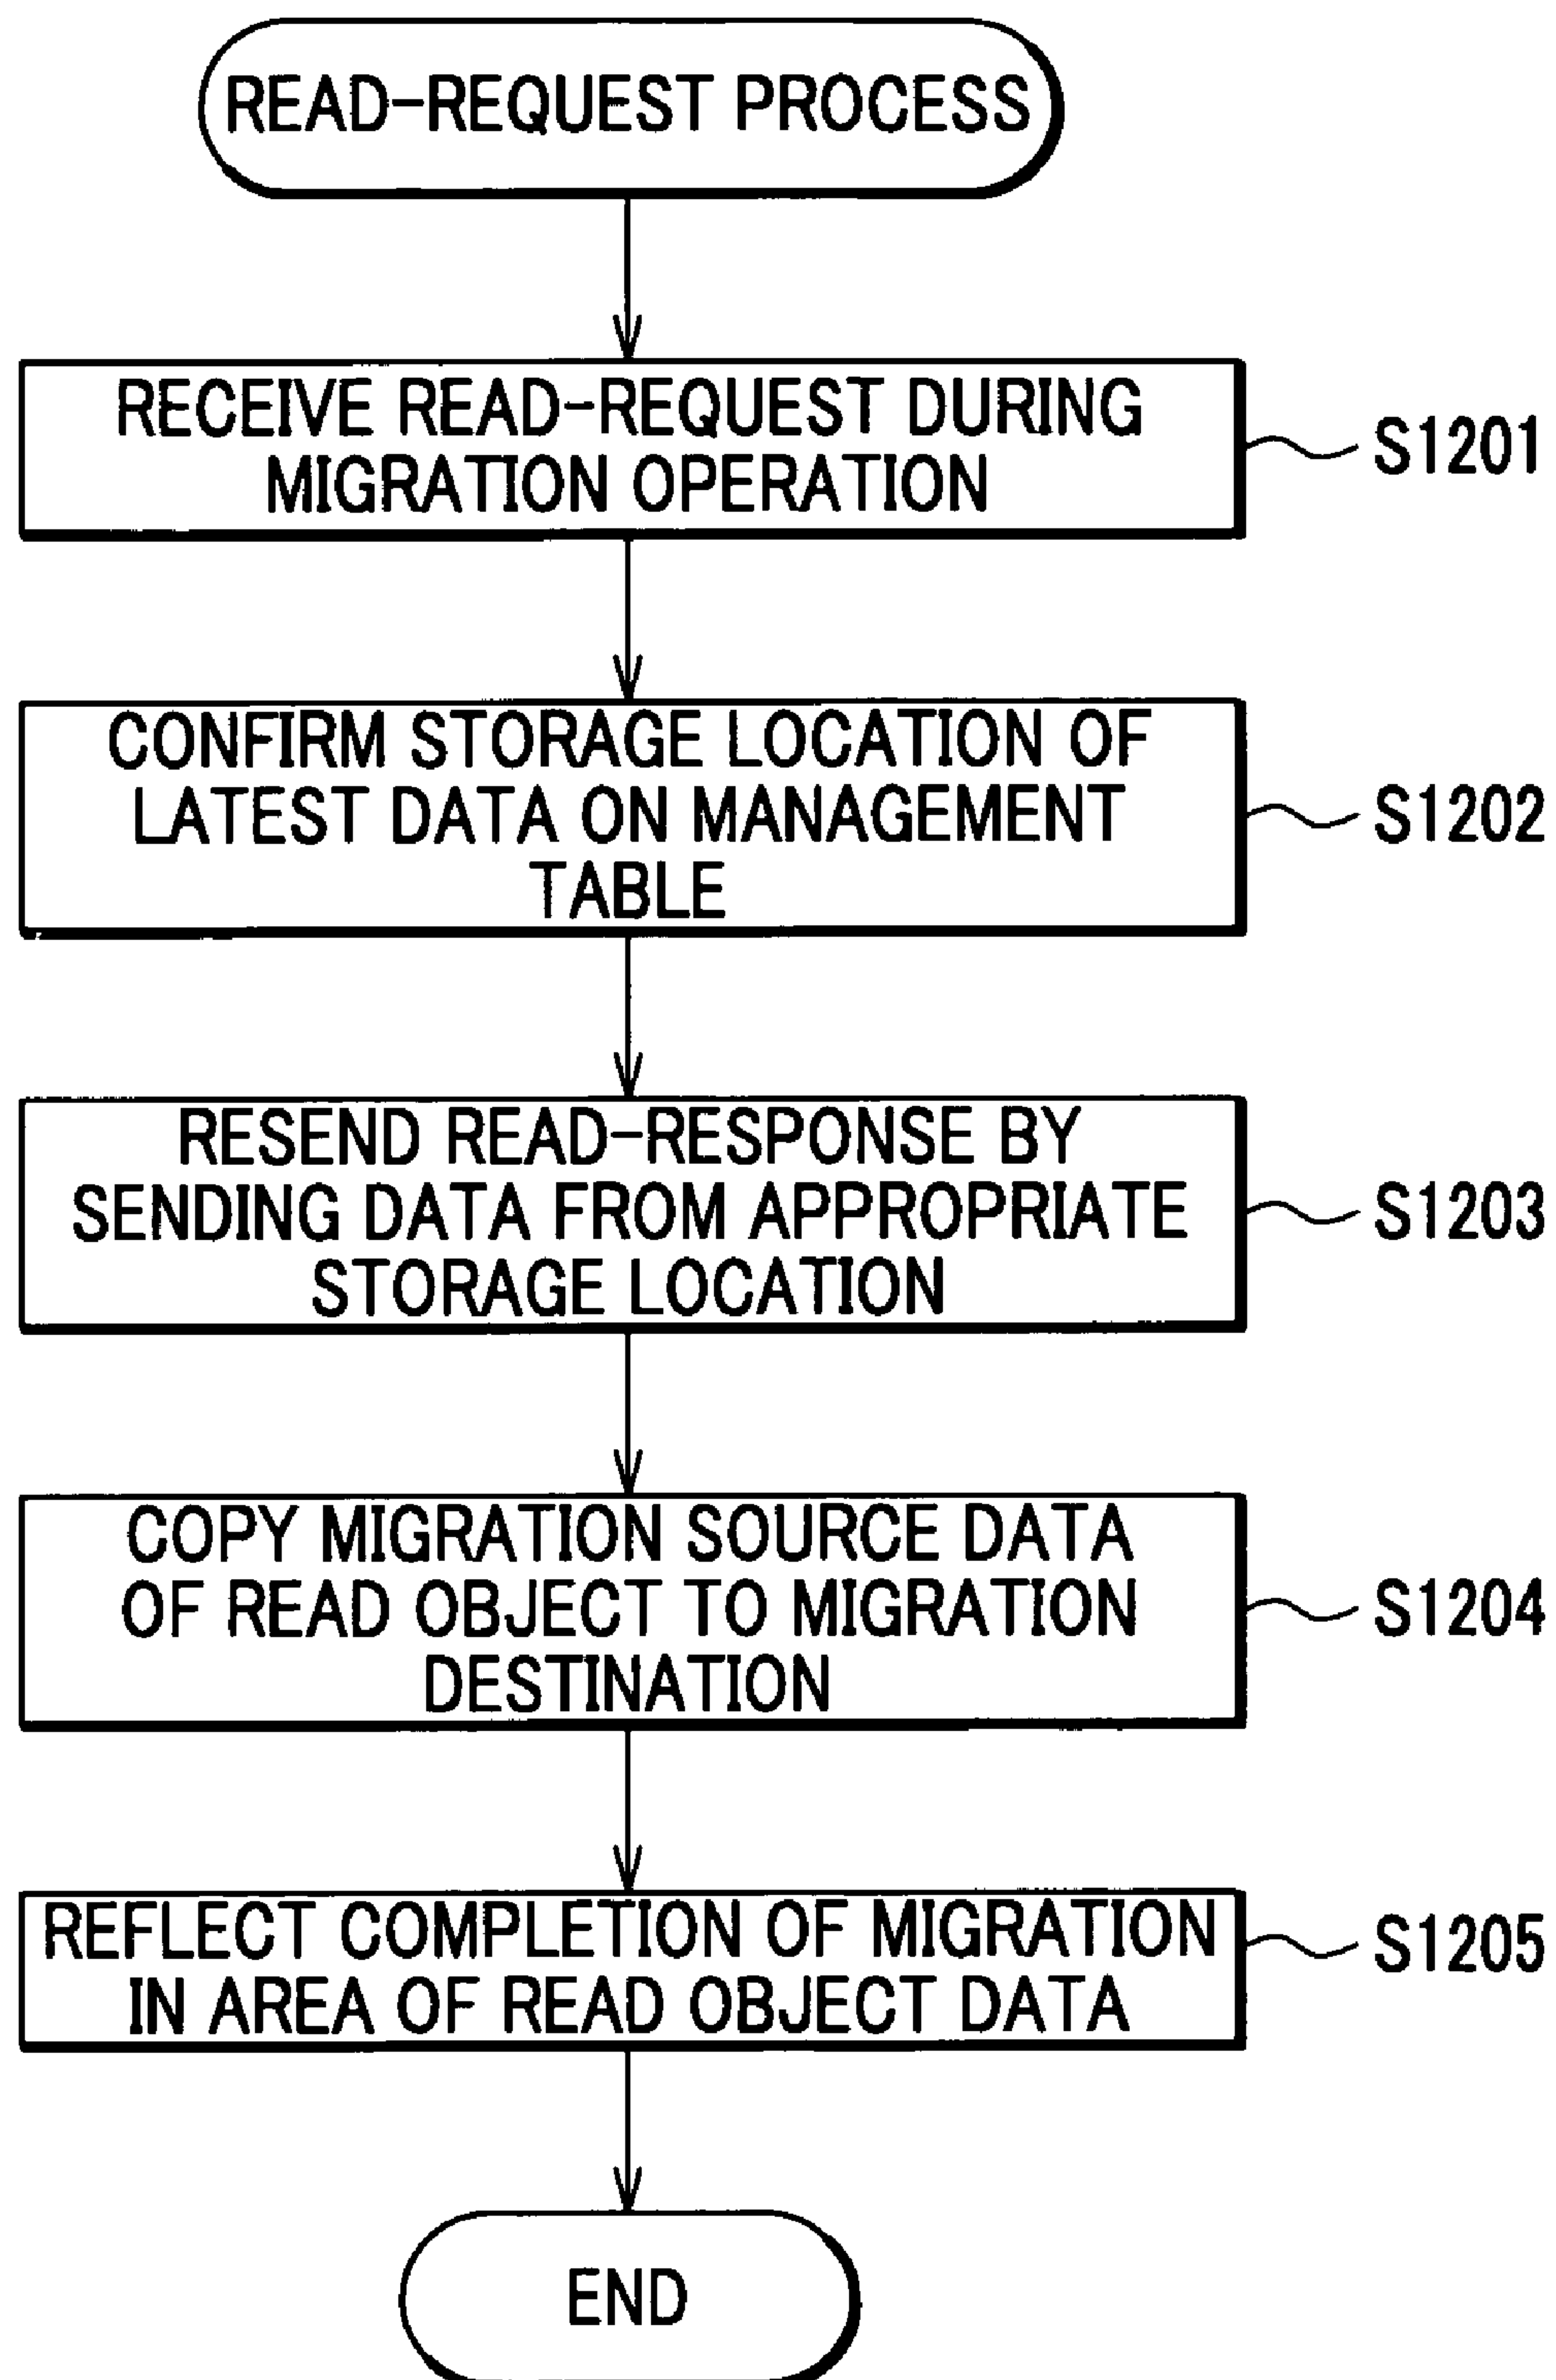 READ-REQUEST PROCESS
RECEIVE READ-REQUEST DURING
MIGRATION OPERATION
S1201
CONFIRM STORAGE LOCATION OF
LATEST DATA ON MANAGEMENT
TABLE
S1202
RESEND READ-RESPONSE BY
SENDING DATA FROM APPROPRIATE
STORAGE LOCATION
S1203
COPY MIGRATION SOURCE DATA
OF READ OBJECT TO MIGRATION
DESTINATION
S1204
REFLECT COMPLETION OF MIGRATION
IN AREA OF READ OBJECT DATA
S1205
END